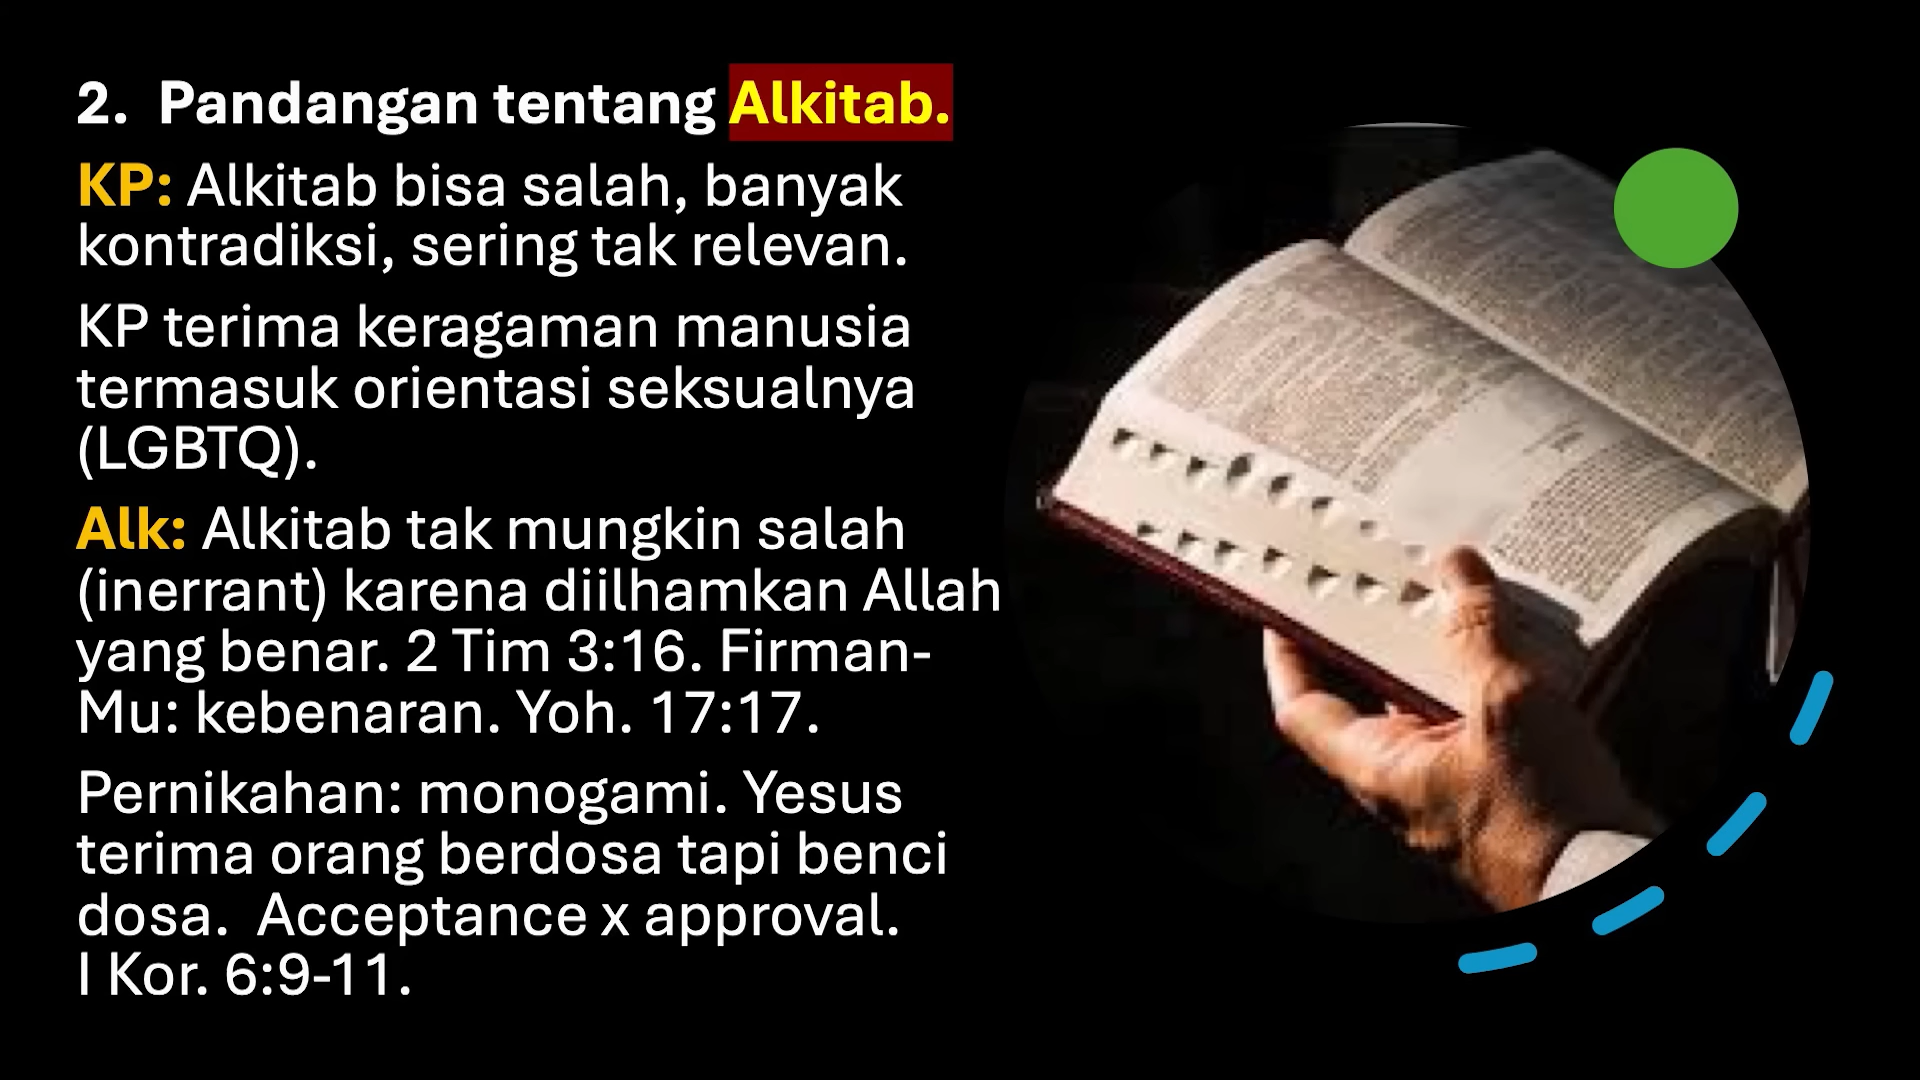 2. Pandangan tentang Alkitab.
KP: Alkitab bisa salah, banyak
kontradiksi, sering tak relevan.
KP terima keragaman manusia
termasuk orientasi seksualnya
(LGBTQ).
Alk: Alkitab tak mungkin salah
(inerrant) karena diilhamkan Allah
yang benar. 2 Tim 3:16. Firman-
Mu: kebenaran. Yoh. 17:17.
Pernikahan: monogami. Yesus
terima orang berdosa tapi benci
dosa. Acceptance x approval.
I Kor. 6:9-11.